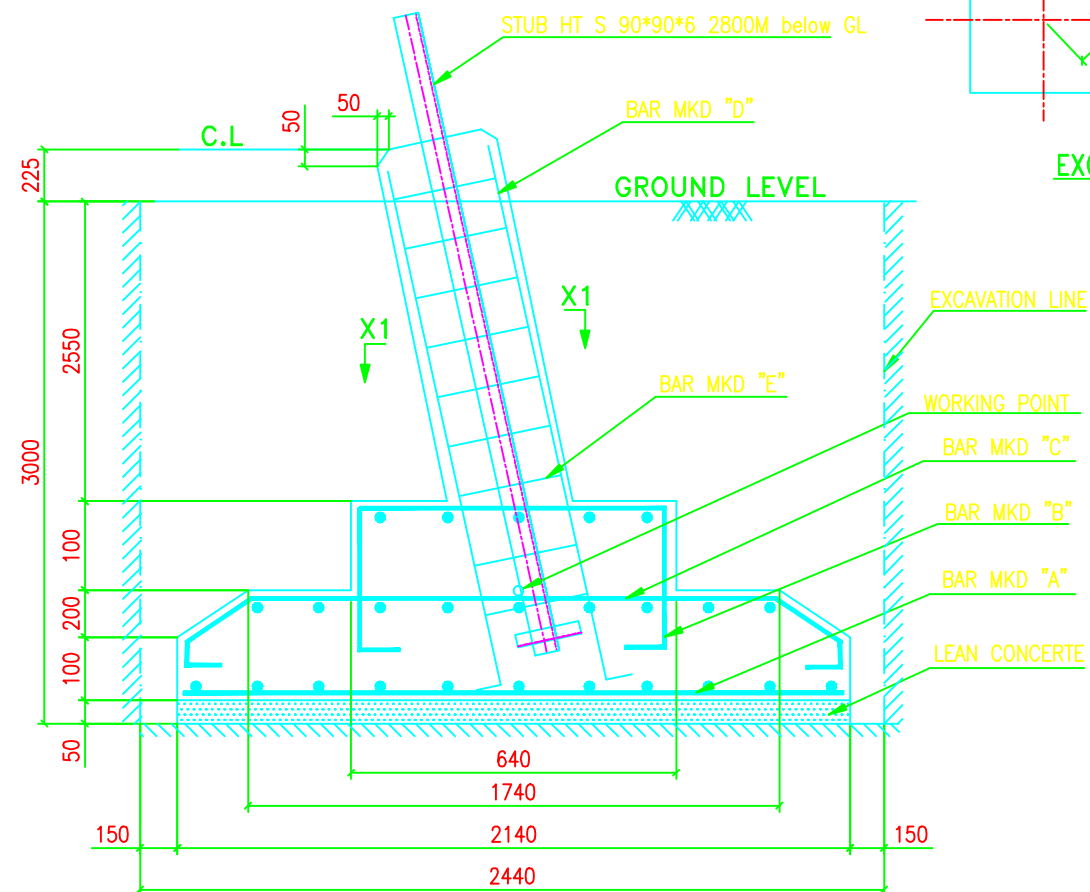 STUB HT S 90*90*6 2800M below GL
50
BAR MKD "D"
50
C.L
225
GROUND LEVEL
EXCAVATION LINE
X1
X1
2550
BAR MKD "E"
WORKING POINT
3000
BAR MKD "C"
BAR MKD "B"
100
BAR MKD "A"
200
LEAN CONCERTE
100
50
640
1740
150
2140
150
2440